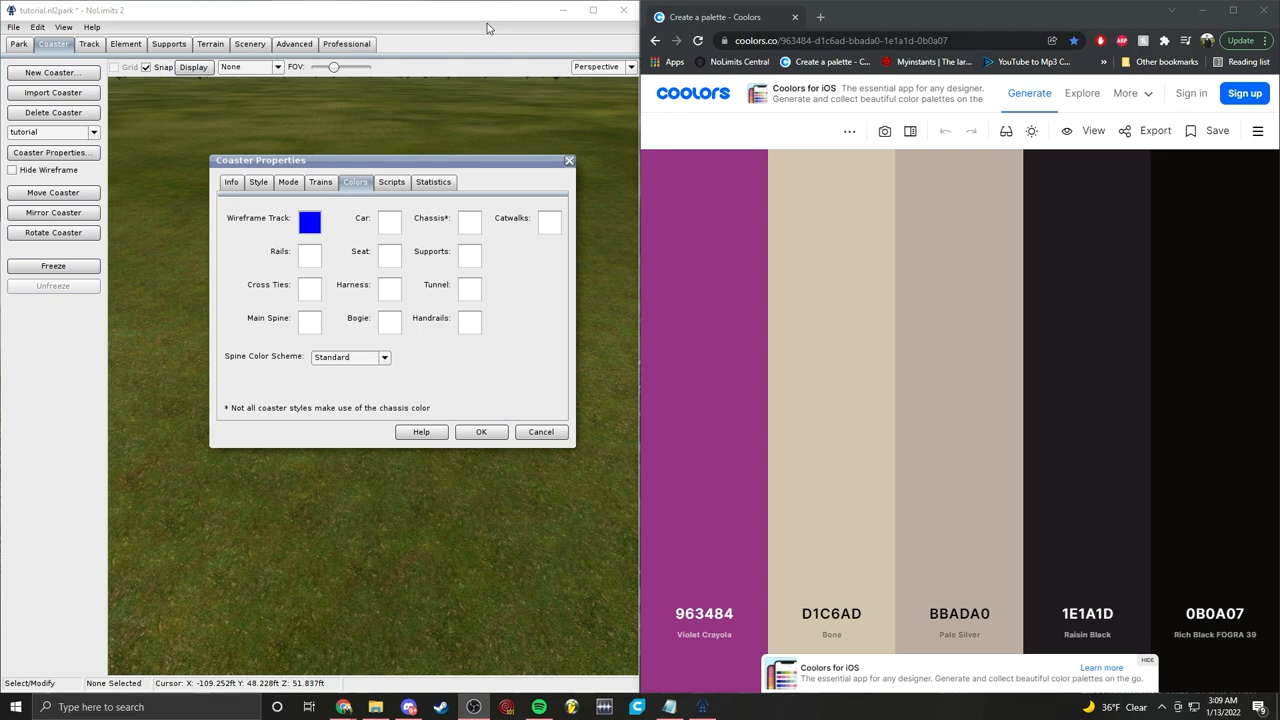 tutorial.nl2park * - NoLimits 2
File Edit View Help
Park Coaster Track Element Supports Terrain Scenery Advanced Professional
Grid Snap Display None FOV: Perspective
New Coaster...
Import Coaster
Delete Coaster
tutorial
Coaster Properties...
Hide Wireframe
Move Coaster
Mirror Coaster
Rotate Coaster
Freeze
Unfreeze
Coaster Properties
Info Style Mode Trains Colors Scripts Statistics
Wireframe Track: Car: Chassis*: Catwalks:
Rails: Seat: Supports:
Cross Ties: Harness: Tunnel:
Main Spine: Bogie: Handrails:
Spine Color Scheme: Standard
* Not all coaster styles make use of the chassis color
Help OK Cancel
Select/Modify None Selected Cursor: X: -109.252ft Y: 48.228ft Z: 51.837ft
Create a palette - Coolors
coolors.co/963484-d1c6ad-bbada0-1e1a1d-0b0a07
ABP
Update
Apps NoLimits Central Create a palette - C... Myinstants | The lar... YouTube to Mp3 C... » Other bookmarks Reading list
coolors
Coolors for iOS The essential app for any designer.
Generate and collect beautiful color palettes on the
Generate Explore More Sign in Sign up
View Export Save
963484 D1C6AD BBADA0 1E1A1D 0B0A07
Violet Crayola Bone Pale Silver Raisin Black Rich Black FOGRA 39
HIDE
Coolors for iOS Learn more
The essential app for any designer. Generate and collect beautiful color palettes on the go.
Type here to search
36°F Clear
3:09 AM
1/13/2022